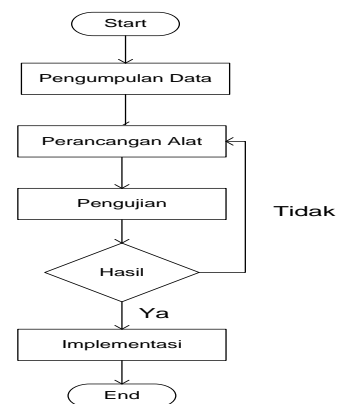 Start
Pengumpulan Data
Perancangan Alat
Pengujian
Tidak
Hasil
Ya
Implementasi
End